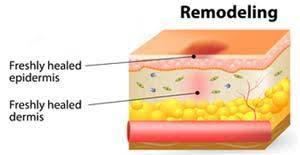 Remodeling
Freshly healed
epidermis
Freshly healed
dermis